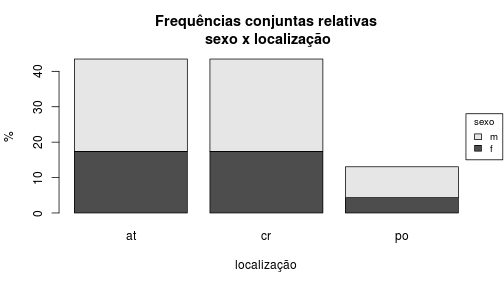 Frequências conjuntas relativas
sexo x localização
%
40
30
20
10
0
sexo
m
f
at cr po
localização